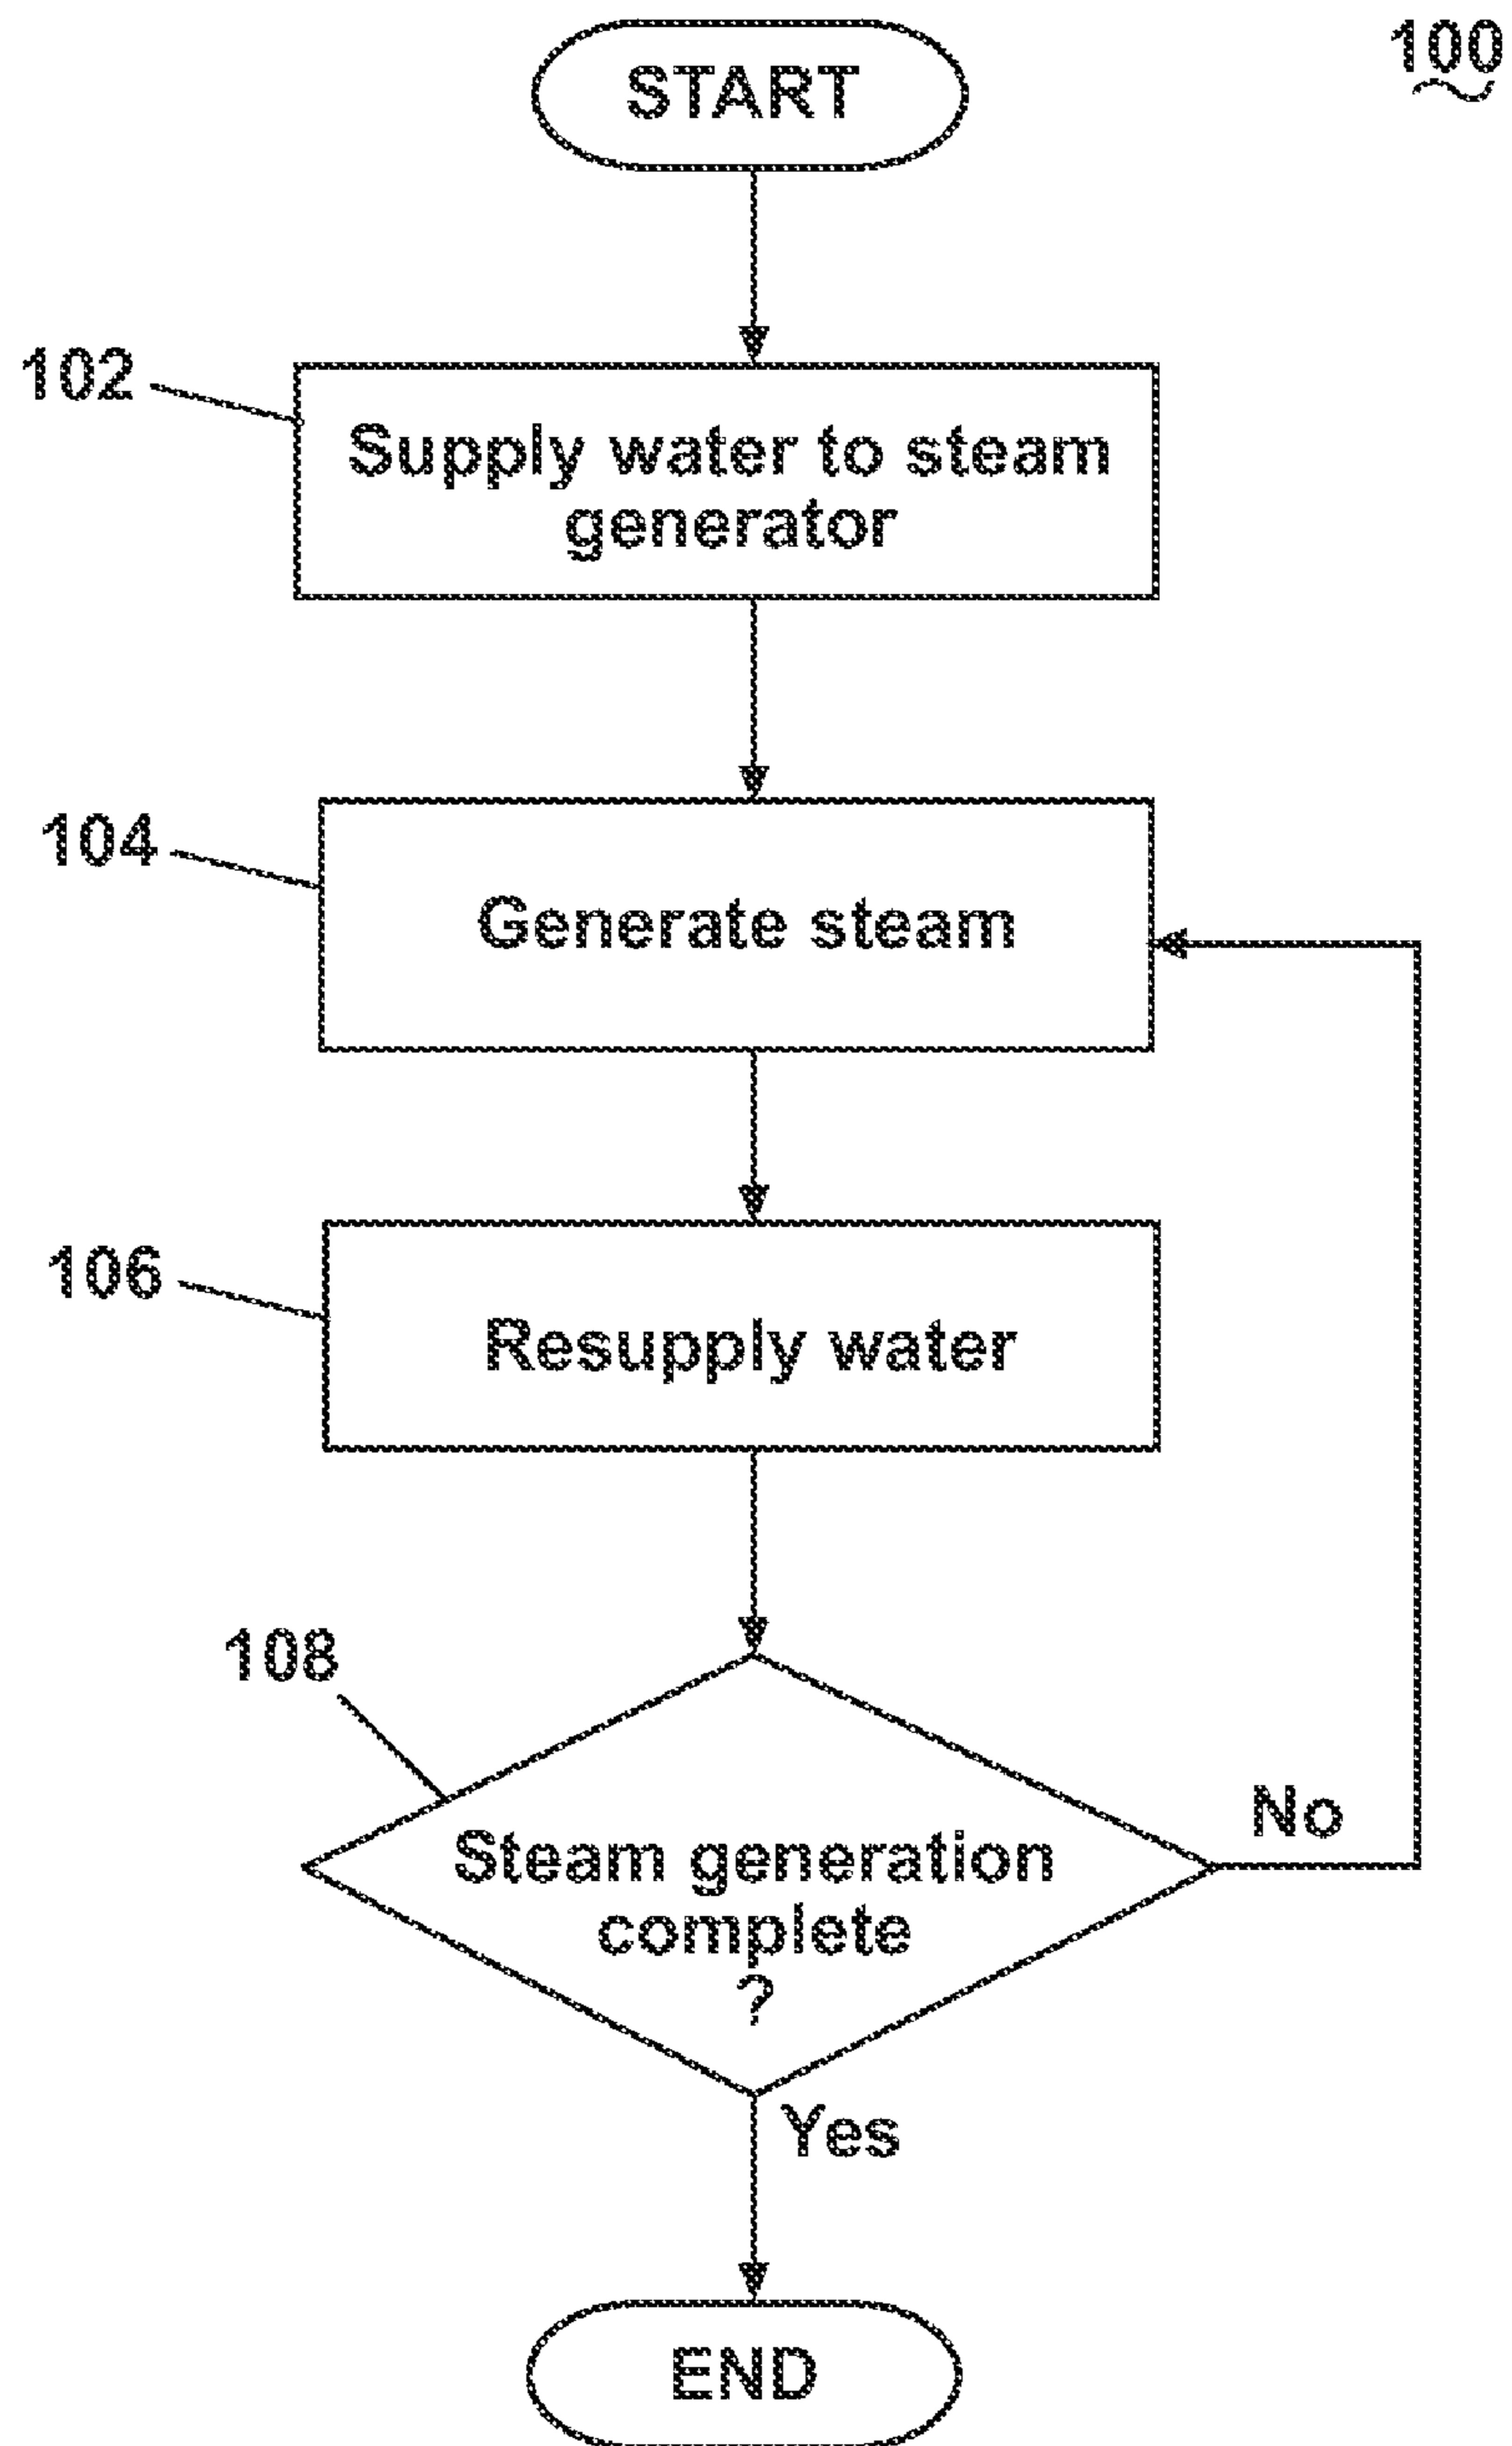 100
START
102
Supply water to steam
generator
104
Generate steam
106
Resupply water
108
Steam generation
complete
?
No
Yes
END